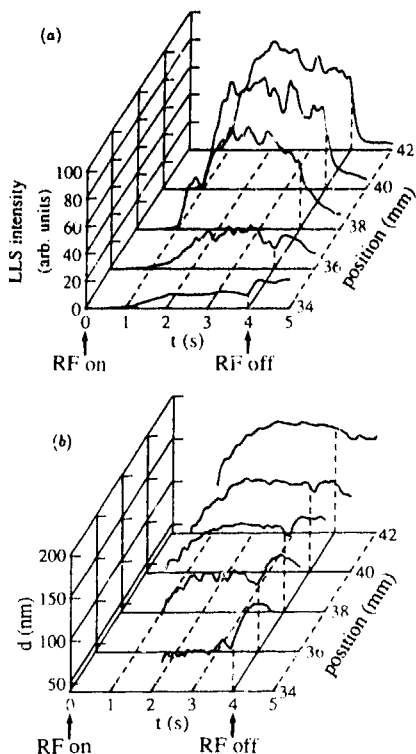 (a)
100
80
60
40
20
0
LLS intensity
(arb. units)
0 1 2 3 4 5
t (s)
RF on
RF off
34
36
38
40
42
position (mm)
(b)
200
150
100
50
d (nm)
0 1 2 3 4 5
t (s)
RF on
RF off
34
36
38
40
42
position (mm)